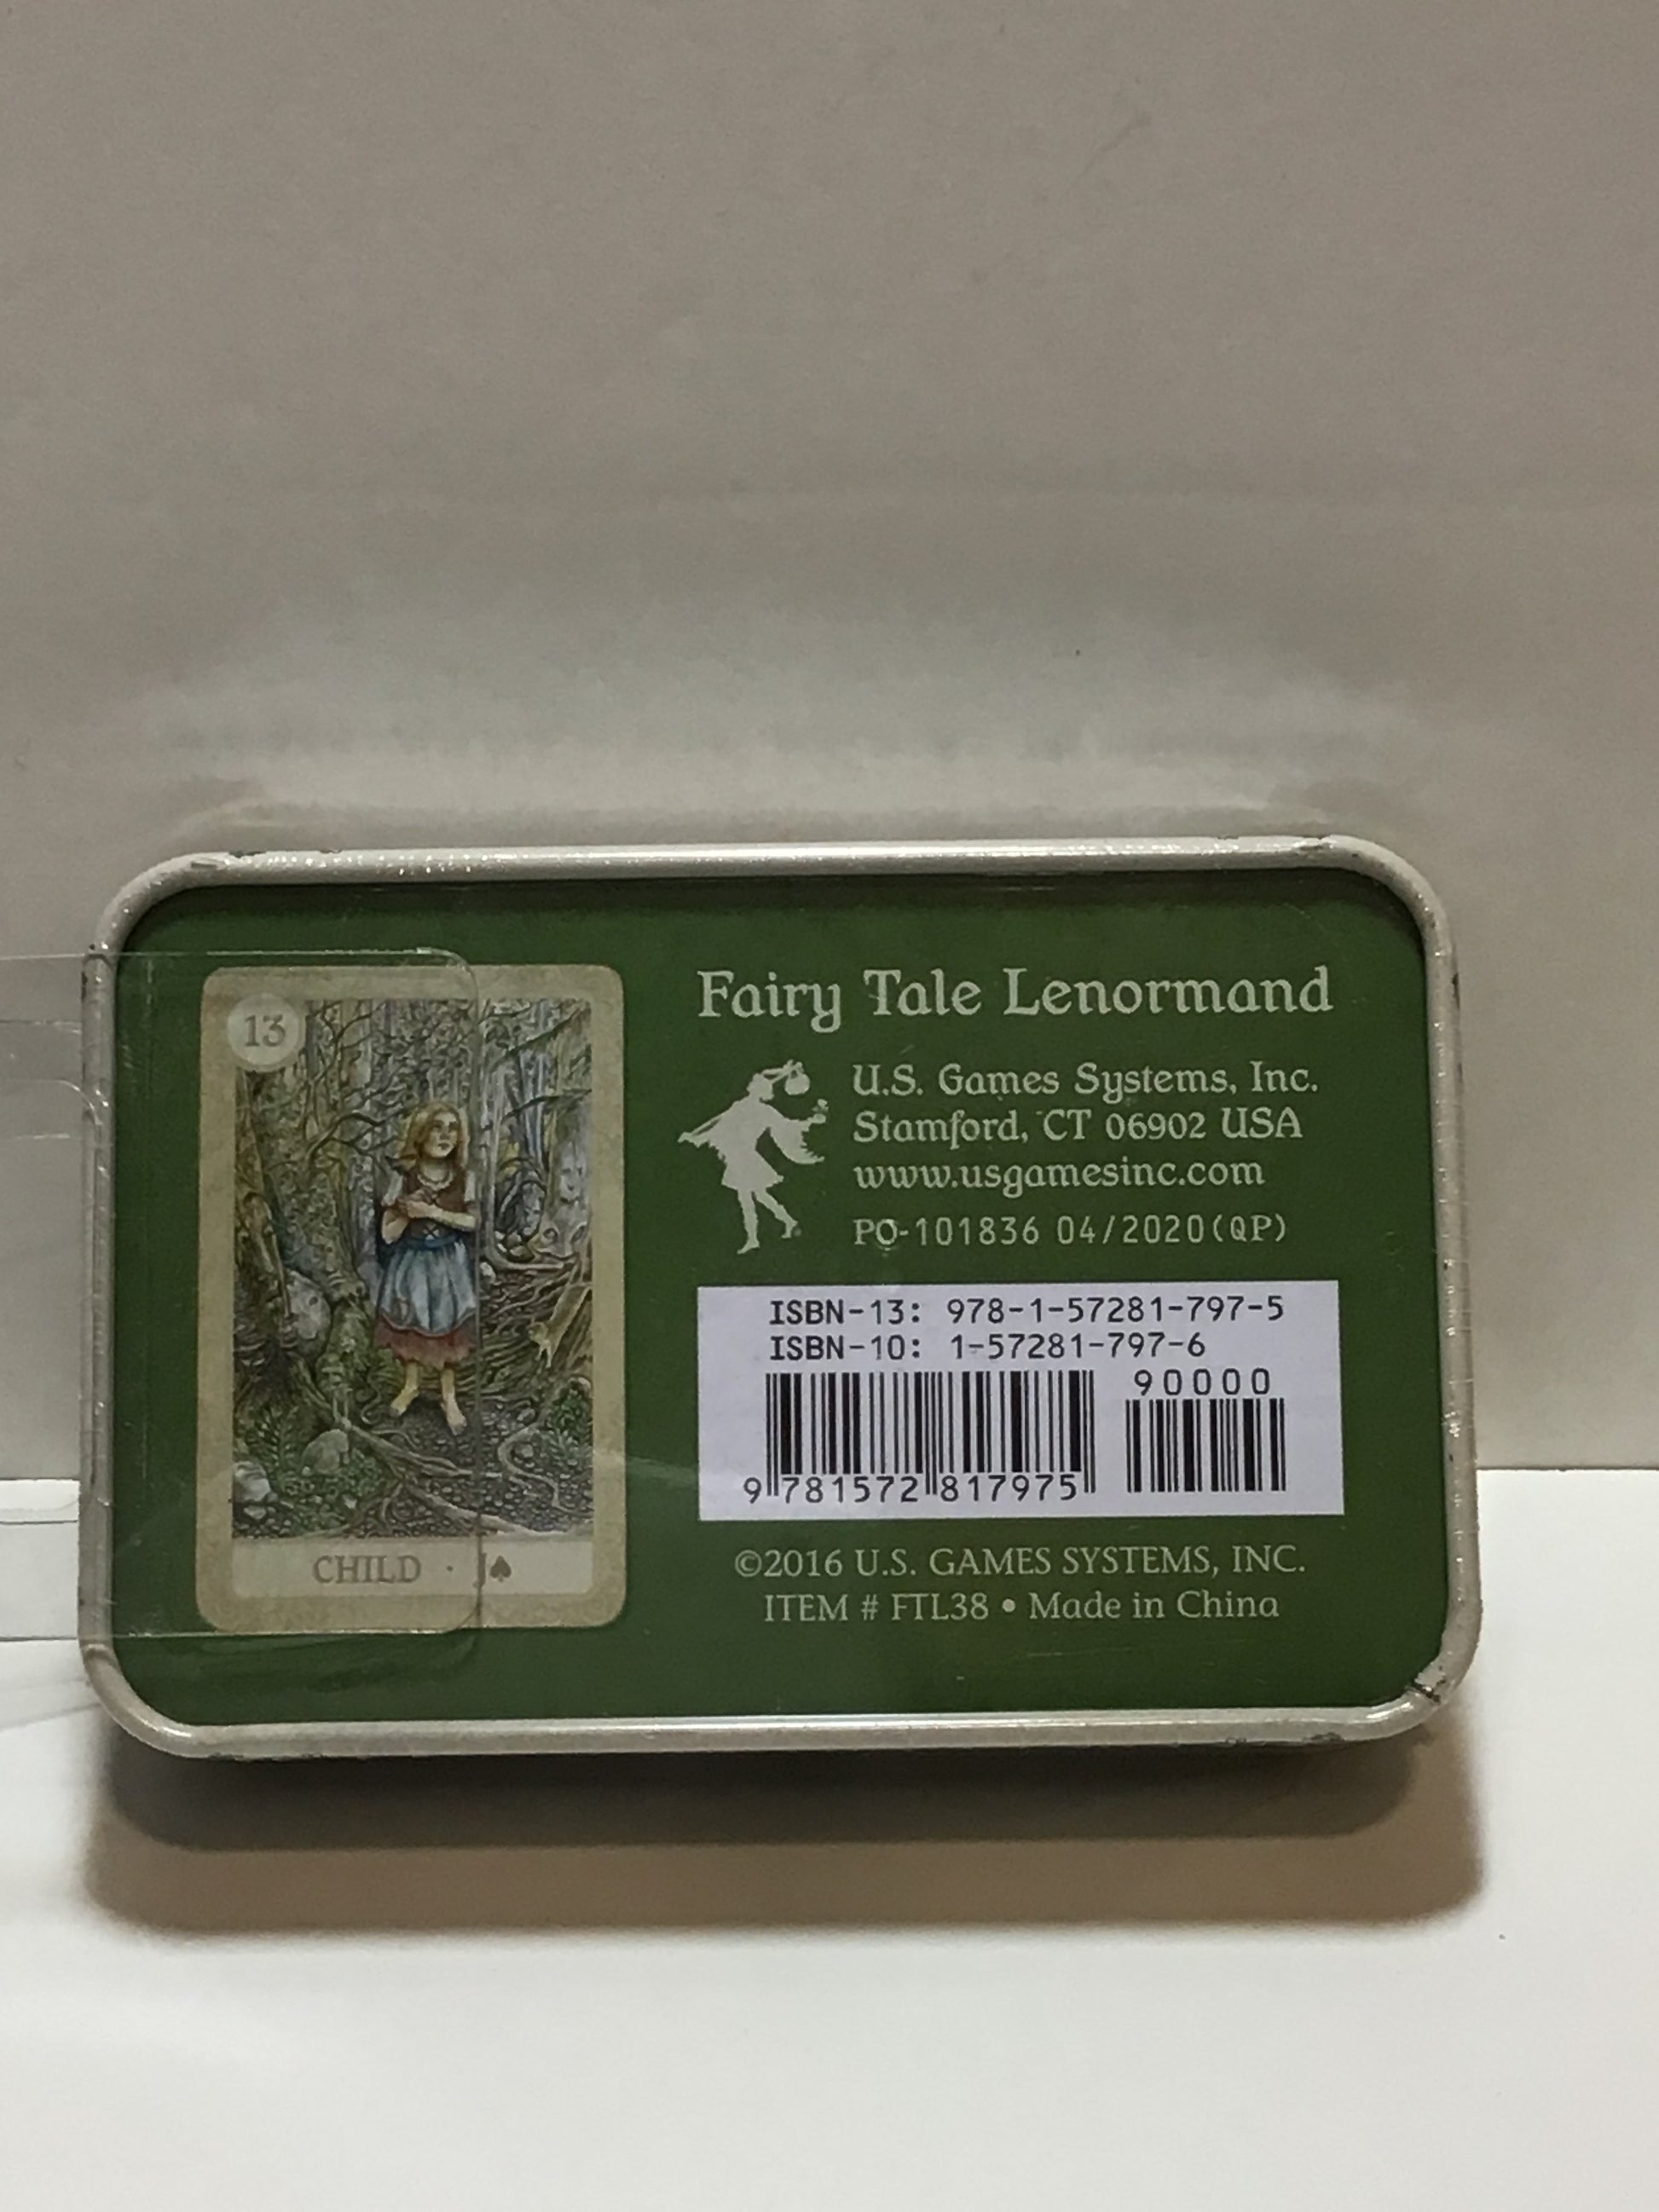 13
CHILD · J♠
Fairy Tale Lenormand
U.S. Games Systems, Inc.
Stamford, CT 06902 USA
www.usgamesinc.com
PO-101836 04/2020(QP)
ISBN-13: 978-1-57281-797-5
ISBN-10: 1-57281-797-6
90000
9 781572 817975
©2016 U.S. GAMES SYSTEMS, INC.
ITEM # FTL38 • Made in China